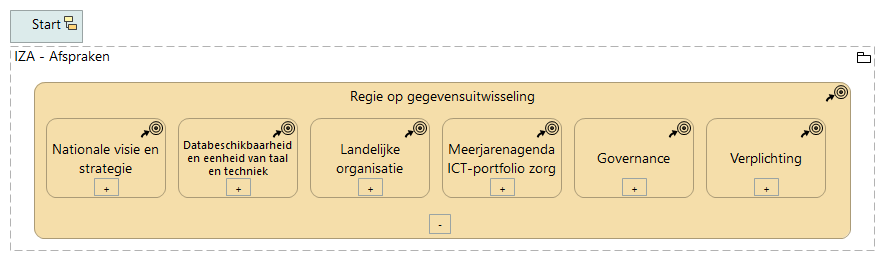 Start
IZA - Afspraken
Regie op gegevensuitwisseling
Nationale visie en
strategie
+
Databeschikbaarheid
en eenheid van taal
en techniek
+
Landelijke
organisatie
+
Meerjarenagenda
ICT-portfolio zorg
+
Governance
+
Verplichting
+
-